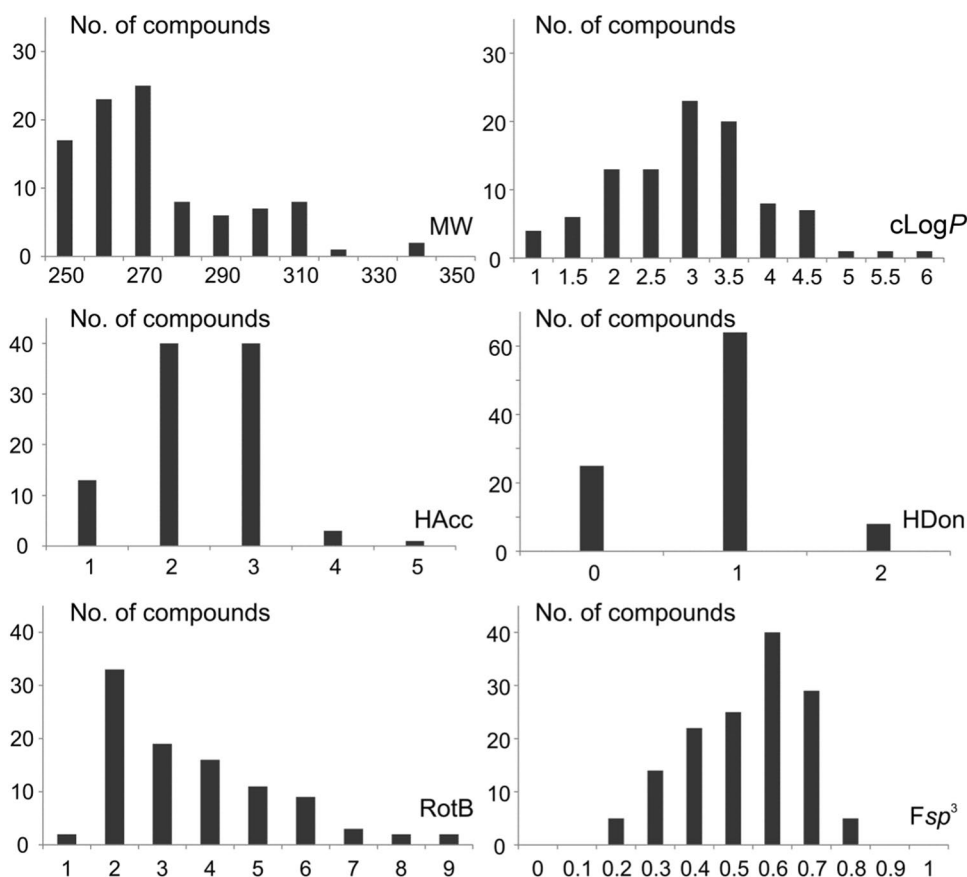 No. of compounds
30
20
10
0
MW
250 270 290 310 330 350
No. of compounds
30
20
10
0
cLogP
1 1.5 2 2.5 3 3.5 4 4.5 5 5.5 6
No. of compounds
40
30
20
10
0
HAcc
1 2 3 4 5
No. of compounds
60
40
20
0
HDon
0 1 2
No. of compounds
40
30
20
10
0
RotB
1 2 3 4 5 6 7 8 9
No. of compounds
40
30
20
10
0
Fsp³
0 0.1 0.2 0.3 0.4 0.5 0.6 0.7 0.8 0.9 1